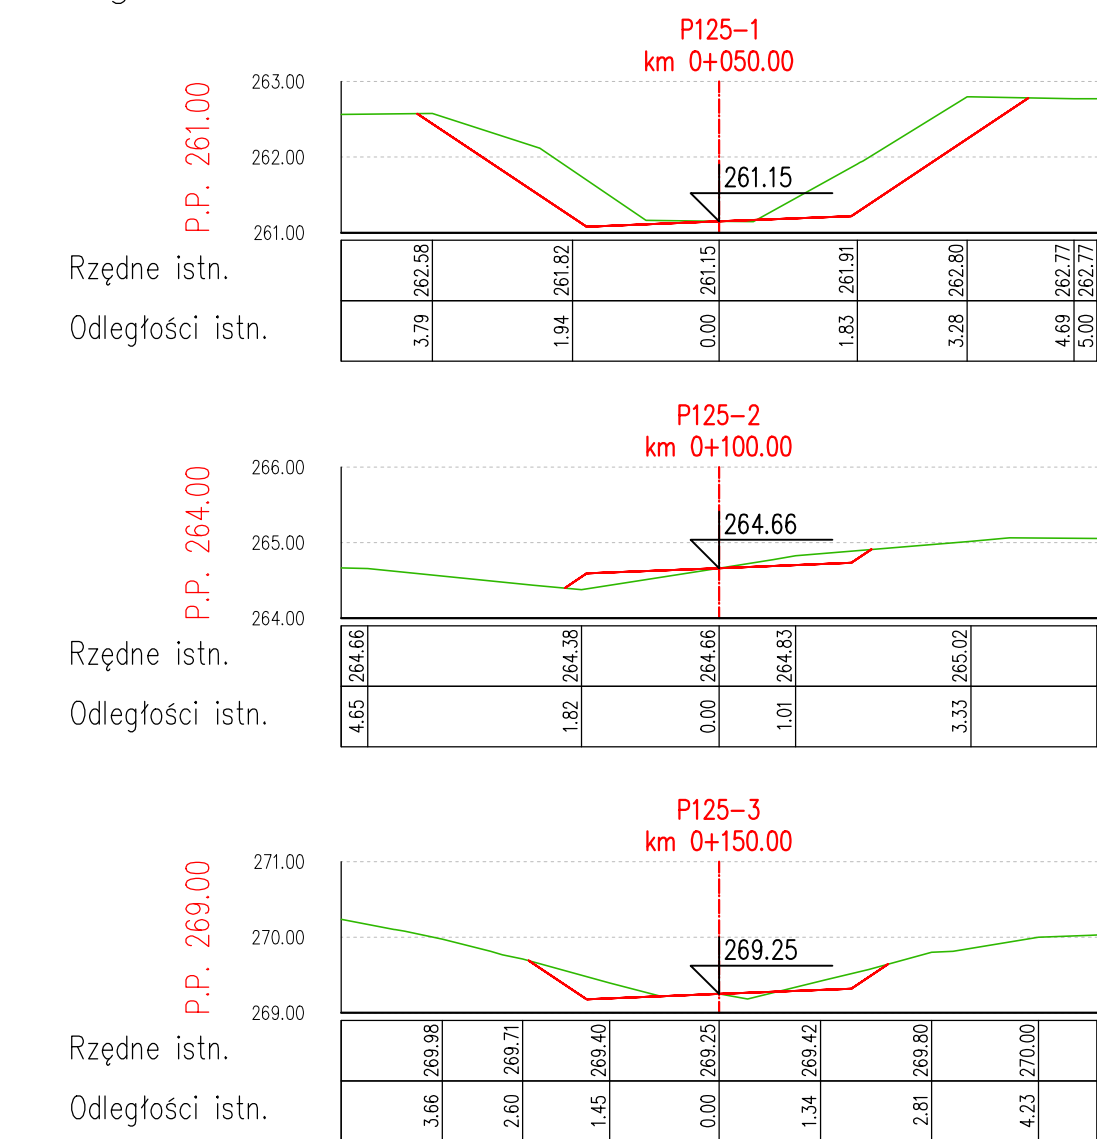 P125-1
km 0+050.00
P.P. 261.00
263.00
262.00
261.00
261.15
Rzędne istn. 262.58 261.82 261.15 261.91 262.80 262.77 262.77
Odległości istn. 3.79 1.94 0.00 1.83 3.28 4.69 5.00
P125-2
km 0+100.00
P.P. 264.00
266.00
265.00
264.00
264.66
Rzędne istn. 264.66 264.38 264.66 264.83 265.02
Odległości istn. 4.65 1.82 0.00 1.01 3.33
P125-3
km 0+150.00
P.P. 269.00
271.00
270.00
269.00
269.25
Rzędne istn. 269.98 269.71 269.40 269.25 269.42 269.80 270.00
Odległości istn. 3.66 2.60 1.45 0.00 1.34 2.81 4.23